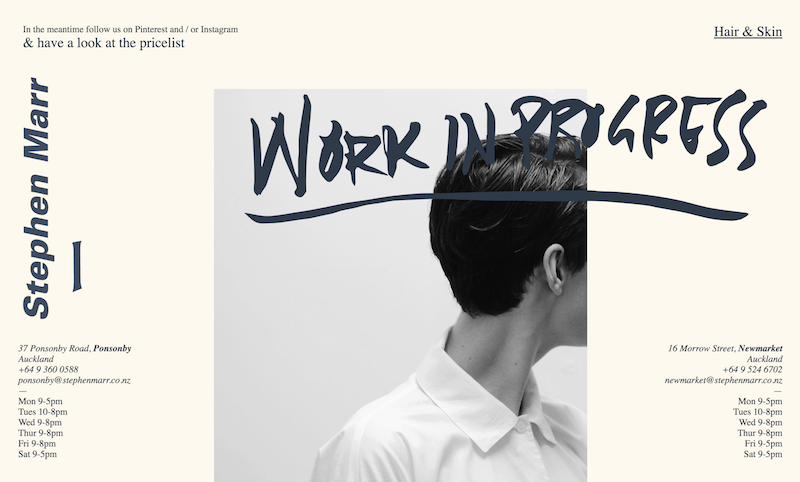 In the meantime follow us on Pinterest and / or Instagram
& have a look at the pricelist
Hair & Skin
Stephen Marr
WORK IN PROGRESS
37 Ponsonby Road, Ponsonby
Auckland
+64 9 360 0588
ponsonby@stephenmarr.co.nz
—
Mon 9-5pm
Tues 10-8pm
Wed 9-8pm
Thur 9-8pm
Fri 9-8pm
Sat 9-5pm
16 Morrow Street, Newmarket
Auckland
+64 9 524 6702
newmarket@stephenmarr.co.nz
—
Mon 9-5pm
Tues 10-8pm
Wed 9-8pm
Thur 9-8pm
Fri 9-5pm
Sat 9-5pm